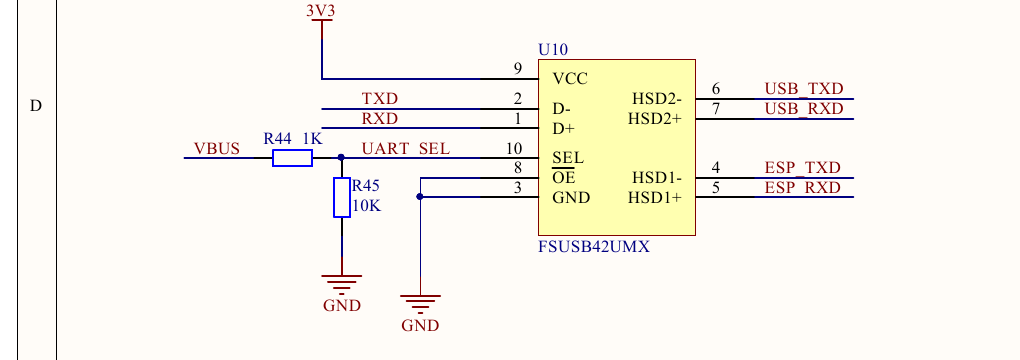 3V3
U10
9
VCC
D
TXD
2
D-
HSD2-
6
USB_TXD
RXD
1
D+
HSD2+
7
USB_RXD
R44 1K
VBUS
UART_SEL
10
SEL
8
OE
HSD1-
4
ESP_TXD
R45
10K
3
GND
HSD1+
5
ESP_RXD
FSUSB42UMX
GND
GND